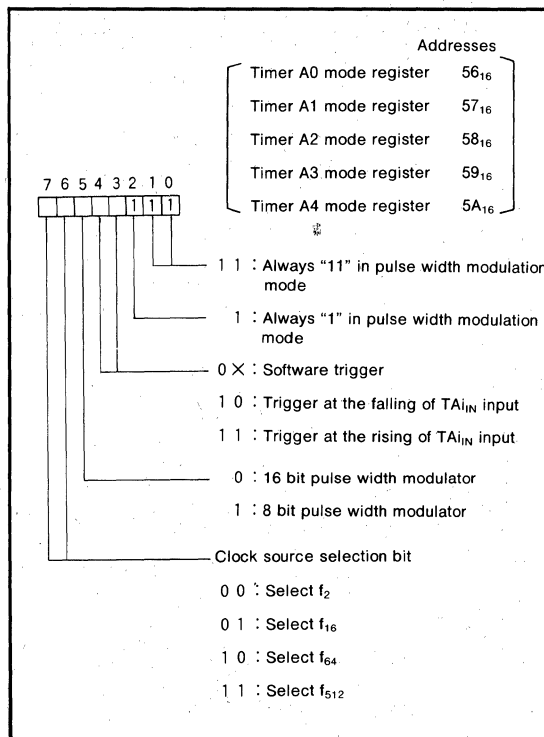 Addresses
Timer A0 mode register 56₁₆
Timer A1 mode register 57₁₆
Timer A2 mode register 58₁₆
Timer A3 mode register 59₁₆
Timer A4 mode register 5A₁₆
7 6 5 4 3 2 1 0
1 1 1
1 1 : Always "11" in pulse width modulation
mode
1 : Always "1" in pulse width modulation
mode
0 × : Software trigger
1 0 : Trigger at the falling of TAiIN input
1 1 : Trigger at the rising of TAiIN input
0 : 16 bit pulse width modulator
1 : 8 bit pulse width modulator
Clock source selection bit
0 0 : Select f₂
0 1 : Select f₁₆
1 0 : Select f₆₄
1 1 : Select f₅₁₂